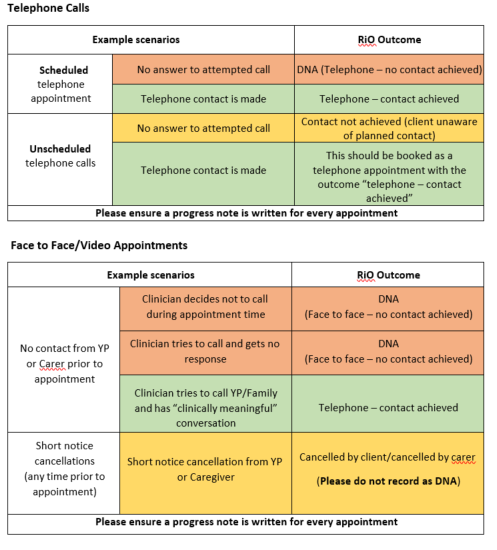 Telephone Calls
Example scenarios
RiO Outcome
Scheduled
telephone
appointment
No answer to attempted call
DNA (Telephone – no contact achieved)
Telephone contact is made
Telephone – contact achieved
Unscheduled
telephone calls
No answer to attempted call
Contact not achieved (client unaware
of planned contact)
Telephone contact is made
This should be booked as a
telephone appointment with the
outcome “telephone – contact
achieved”
Please ensure a progress note is written for every appointment
Face to Face/Video Appointments
Example scenarios
RiO Outcome
No contact from YP
or Carer prior to
appointment
Clinician decides not to call
during appointment time
DNA
(Face to face – no contact achieved)
Clinician tries to call and gets no
response
DNA
(Face to face – no contact achieved)
Clinician tries to call YP/Family
and has “clinically meaningful”
conversation
Telephone – contact achieved
Short notice
cancellations
(any time prior to
appointment)
Short notice cancellation from YP
or Caregiver
Cancelled by client/cancelled by carer
(Please do not record as DNA)
Please ensure a progress note is written for every appointment